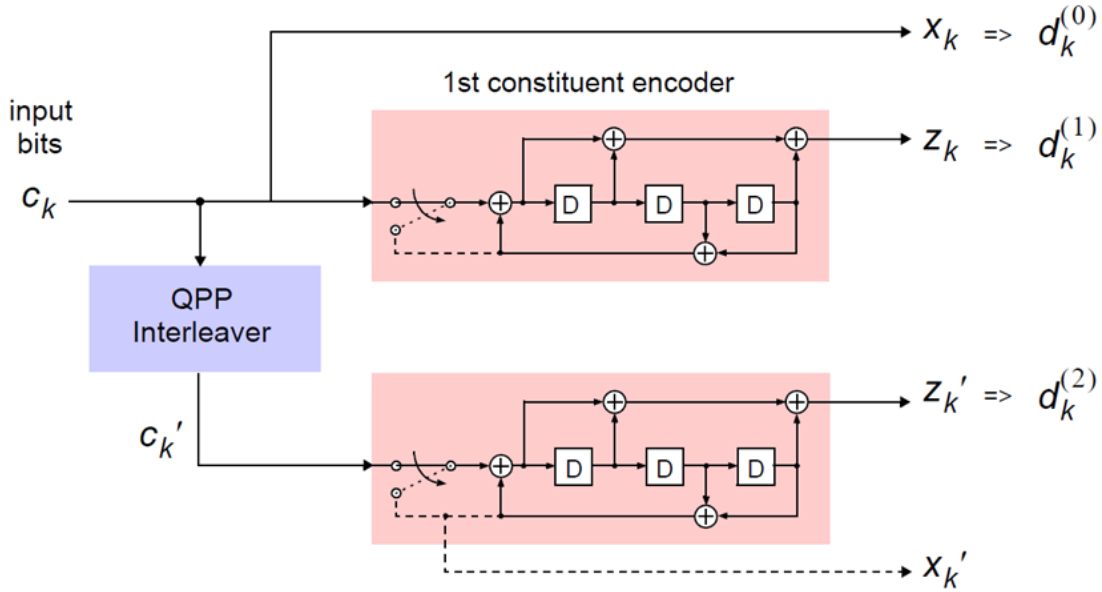 x_k => d_k^(0)
1st constituent encoder
input
bits
c_k
z_k => d_k^(1)
D D D
QPP
Interleaver
c_k'
z_k' => d_k^(2)
D D D
x_k'